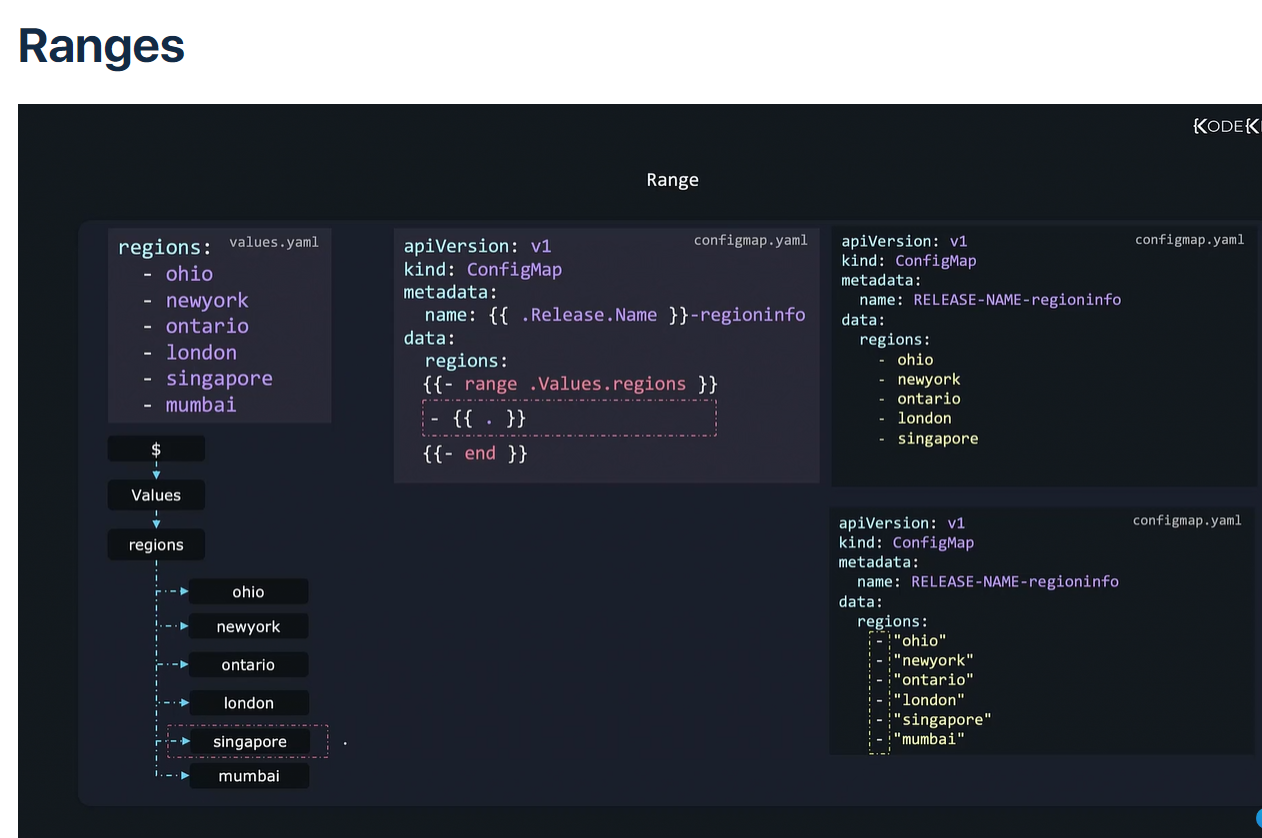 Ranges
Range
regions: values.yaml
- ohio
- newyork
- ontario
- london
- singapore
- mumbai
$
Values
regions
ohio
newyork
ontario
london
singapore
.
mumbai
apiVersion: v1 configmap.yaml
kind: ConfigMap
metadata:
name: {{ .Release.Name }}-regioninfo
data:
regions:
{{- range .Values.regions }}
- {{ . }}
{{- end }}
apiVersion: v1 configmap.yaml
kind: ConfigMap
metadata:
name: RELEASE-NAME-regioninfo
data:
regions:
- ohio
- newyork
- ontario
- london
- singapore
apiVersion: v1 configmap.yaml
kind: ConfigMap
metadata:
name: RELEASE-NAME-regioninfo
data:
regions:
- "ohio"
- "newyork"
- "ontario"
- "london"
- "singapore"
- "mumbai"